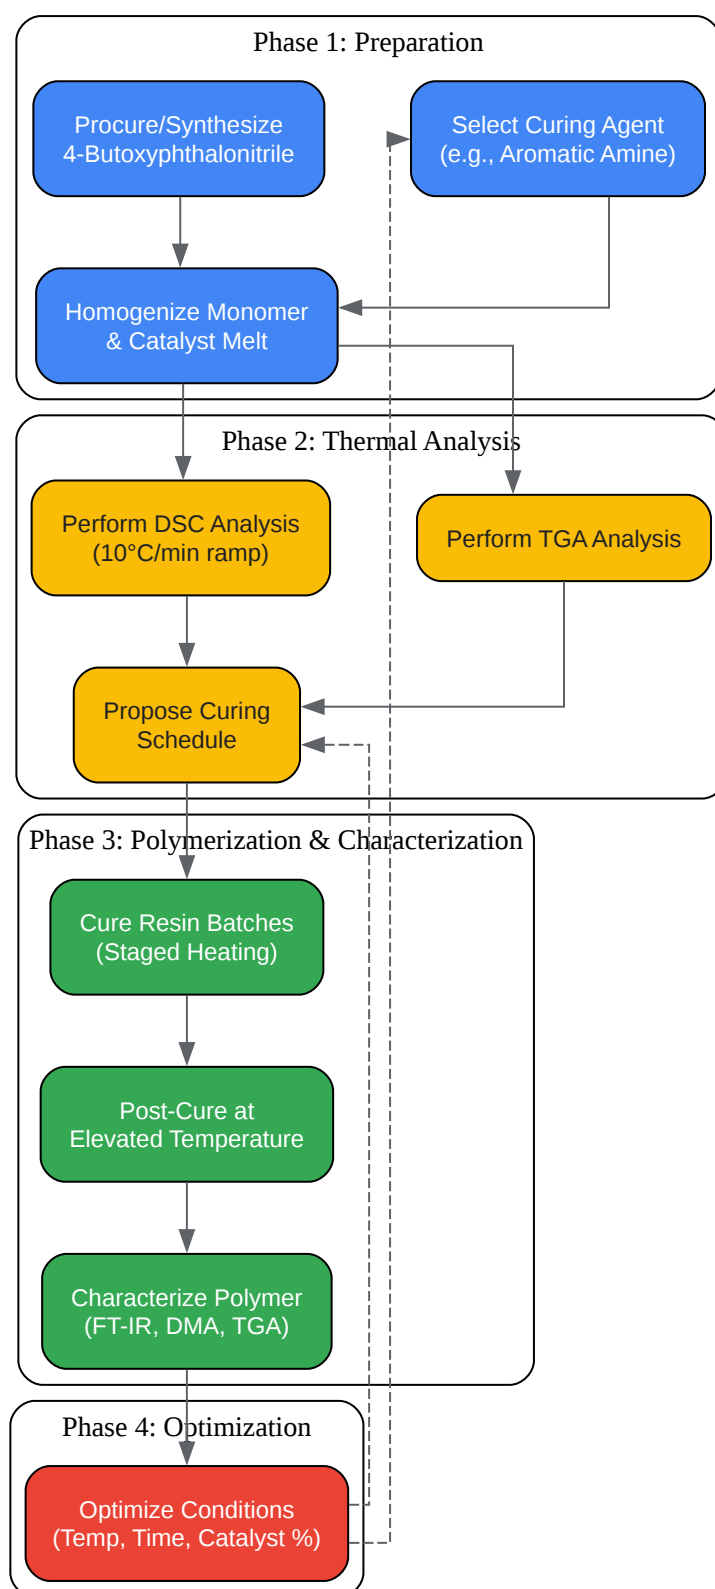 Phase 1: Preparation
Procure/Synthesize
4-Butoxyphthalonitrile
Select Curing Agent
(e.g., Aromatic Amine)
Homogenize Monomer
& Catalyst Melt
Phase 2: Thermal Analysis
Perform DSC Analysis
(10°C/min ramp)
Perform TGA Analysis
Propose Curing
Schedule
Phase 3: Polymerization & Characterization
Cure Resin Batches
(Staged Heating)
Post-Cure at
Elevated Temperature
Characterize Polymer
(FT-IR, DMA, TGA)
Phase 4: Optimization
Optimize Conditions
(Temp, Time, Catalyst %)